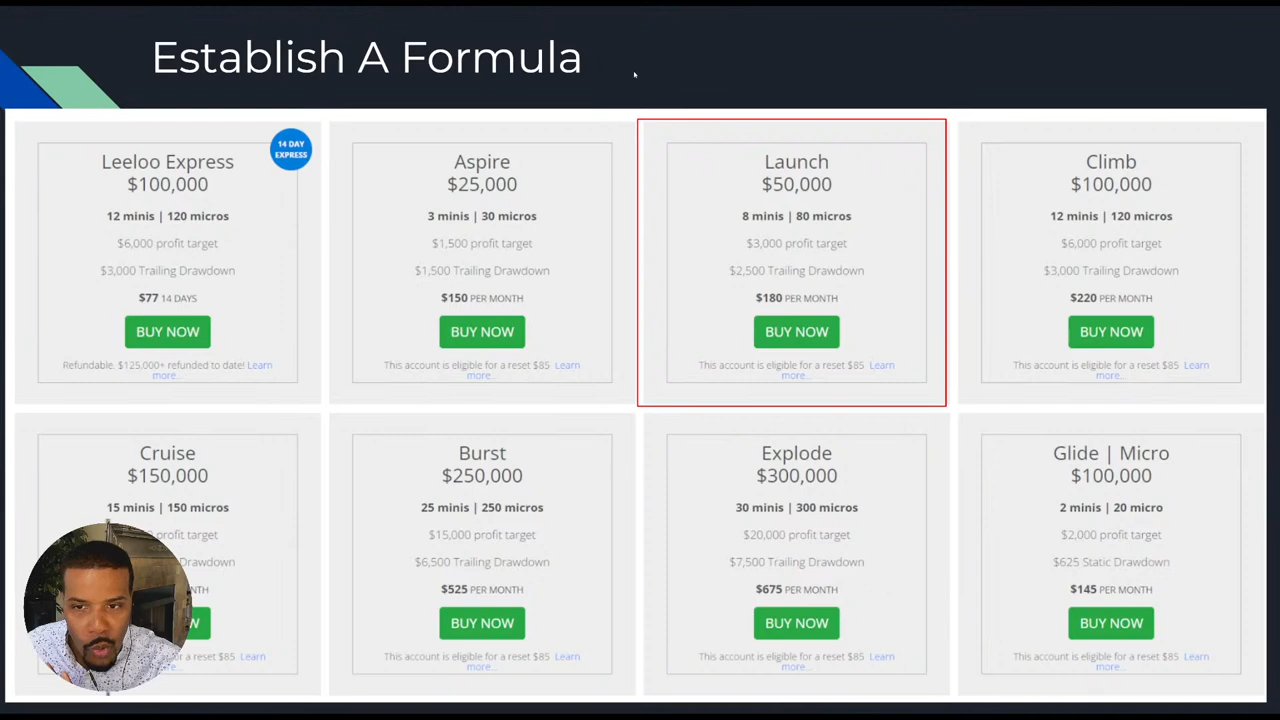 Establish A Formula
14 DAY
EXPRESS
Leeloo Express
$100,000
12 minis | 120 micros
$6,000 profit target
$3,000 Trailing Drawdown
$77 14 DAYS
BUY NOW
Refundable. $125,000+ refunded to date! Learn
more...
Aspire
$25,000
3 minis | 30 micros
$1,500 profit target
$1,500 Trailing Drawdown
$150 PER MONTH
BUY NOW
This account is eligible for a reset $85 Learn
more...
Launch
$50,000
8 minis | 80 micros
$3,000 profit target
$2,500 Trailing Drawdown
$180 PER MONTH
BUY NOW
This account is eligible for a reset $85 Learn
more...
Climb
$100,000
12 minis | 120 micros
$6,000 profit target
$3,000 Trailing Drawdown
$220 PER MONTH
BUY NOW
This account is eligible for a reset $85 Learn
more...
Cruise
$150,000
15 minis | 150 micros
profit target
Drawdown
for a reset $85 Learn
Burst
$250,000
25 minis | 250 micros
$15,000 profit target
$6,500 Trailing Drawdown
$525 PER MONTH
BUY NOW
This account is eligible for a reset $85 Learn
more...
Explode
$300,000
30 minis | 300 micros
$20,000 profit target
$7,500 Trailing Drawdown
$675 PER MONTH
BUY NOW
This account is eligible for a reset $85 Learn
more...
Glide | Micro
$100,000
2 minis | 20 micro
$2,000 profit target
$625 Static Drawdown
$145 PER MONTH
BUY NOW
This account is eligible for a reset $85 Learn
more...